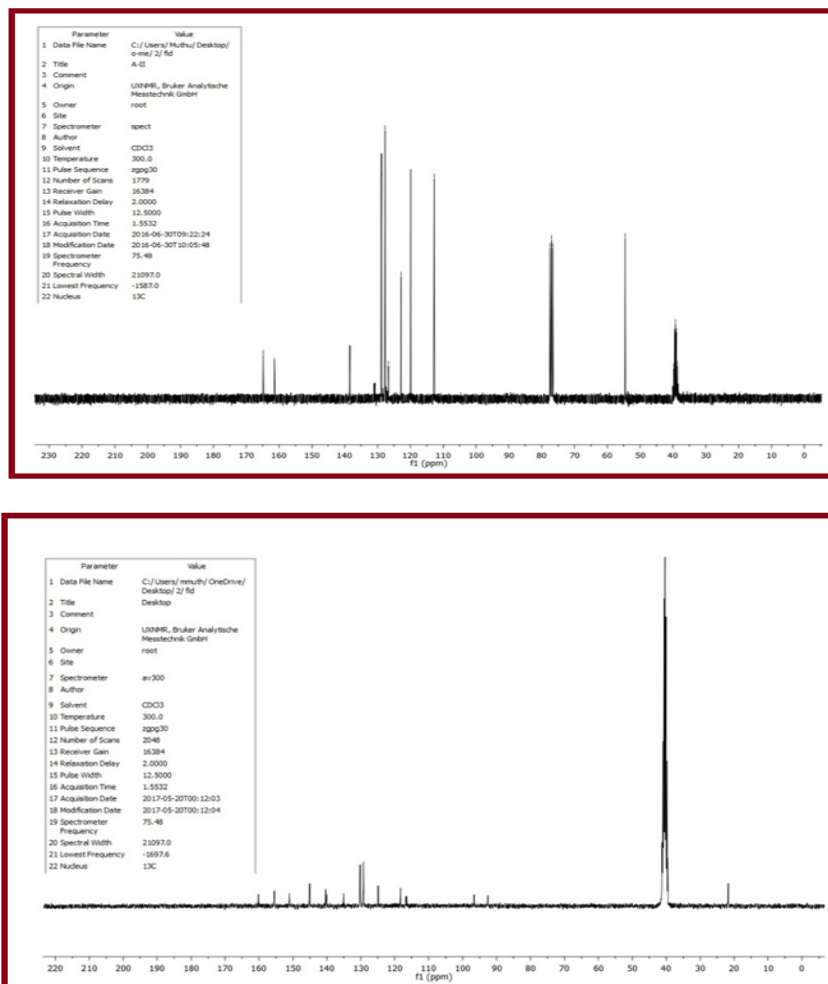 Parameter Value
1 Data File Name C:/ Users/ Muthu/ Desktop/
o-me/ 2/ fid
2 Title A-II
3 Comment
4 Origin UXNMR, Bruker Analytische
Messtechnik GmbH
5 Owner root
6 Site
7 Spectrometer spect
8 Author
9 Solvent CDCl3
10 Temperature 300.0
11 Pulse Sequence zgpg30
12 Number of Scans 1779
13 Receiver Gain 16384
14 Relaxation Delay 2.0000
15 Pulse Width 12.5000
16 Acquisition Time 1.5532
17 Acquisition Date 2016-06-30T09:22:24
18 Modification Date 2016-06-30T10:05:48
19 Spectrometer 75.48
Frequency
20 Spectral Width 21097.0
21 Lowest Frequency -1587.0
22 Nucleus 13C
230 220 210 200 190 180 170 160 150 140 130 120 110 100 90 80 70 60 50 40 30 20 10 0
f1 (ppm)
Parameter Value
1 Data File Name C:/ Users/ mmuth/ OneDrive/
Desktop/ 2/ fid
2 Title Desktop
3 Comment
4 Origin UXNMR, Bruker Analytische
Messtechnik GmbH
5 Owner root
6 Site
7 Spectrometer av300
8 Author
9 Solvent CDCl3
10 Temperature 300.0
11 Pulse Sequence zgpg30
12 Number of Scans 2048
13 Receiver Gain 16384
14 Relaxation Delay 2.0000
15 Pulse Width 12.5000
16 Acquisition Time 1.5532
17 Acquisition Date 2017-05-20T00:12:03
18 Modification Date 2017-05-20T00:12:04
19 Spectrometer 75.48
Frequency
20 Spectral Width 21097.0
21 Lowest Frequency -1697.6
22 Nucleus 13C
220 210 200 190 180 170 160 150 140 130 120 110 100 90 80 70 60 50 40 30 20 10 0
f1 (ppm)